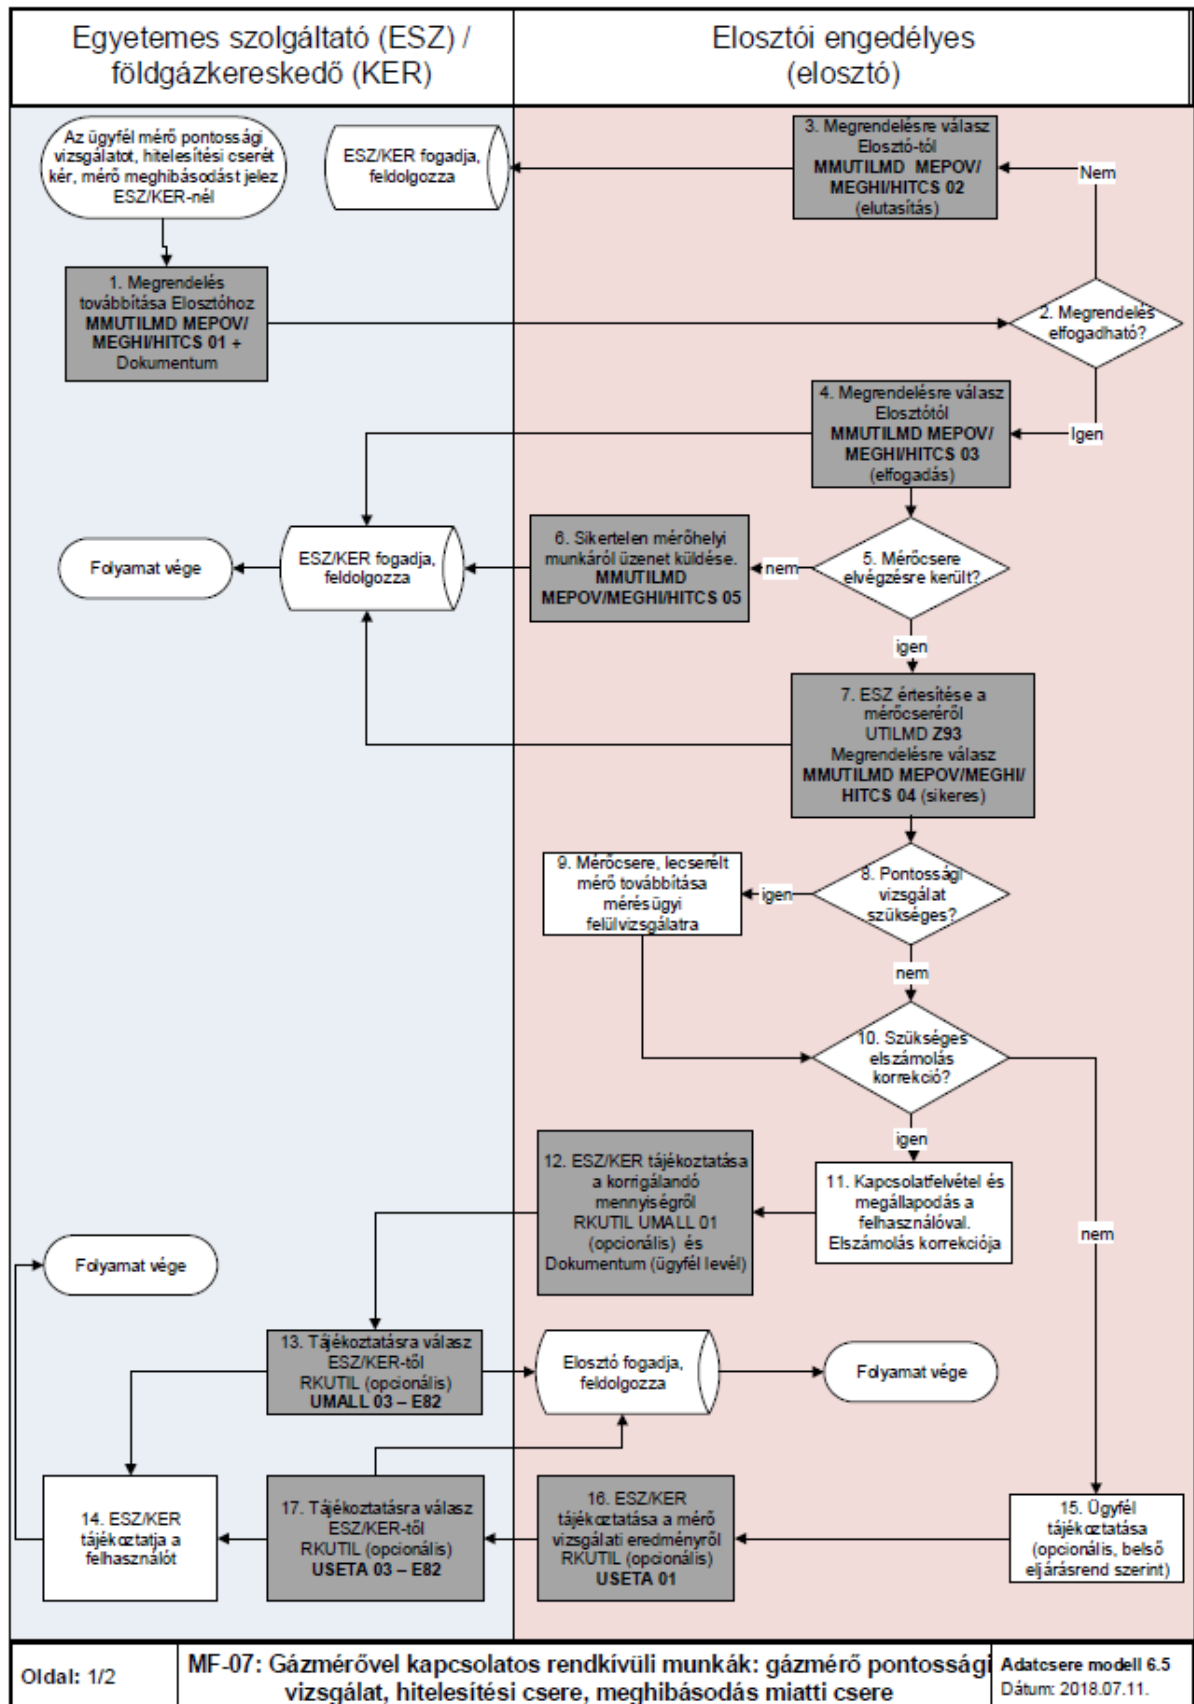 Egyetemes szolgáltató (ESZ) /
földgázkereskedő (KER)
Elosztói engedélyes
(elosztó)
Az ügyfél mérő pontossági
vizsgálatot, hitelesítési cserét
kér, mérő meghibásodást jelez
ESZ/KER-nél
ESZ/KER fogadja,
feldolgozza
3. Megrendelésre válasz
Elosztó-tól
MMUTILMD MEPOV/
MEGHI/HITCS 02
(elutasítás)
Nem
1. Megrendelés
továbbítása Elosztóhoz
MMUTILMD MEPOV/
MEGHI/HITCS 01 +
Dokumentum
2. Megrendelés
elfogadható?
4. Megrendelésre válasz
Elosztótól
MMUTILMD MEPOV/
MEGHI/HITCS 03
(elfogadás)
Igen
Folyamat vége
ESZ/KER fogadja,
feldolgozza
6. Sikertelen mérőhelyi
munkáról üzenet küldése.
MMUTILMD
MEPOV/MEGHI/HITCS 05
nem
5. Mérőcsere
elvégzésre került?
igen
7. ESZ értesítése a
mérőcseréről
UTILMD Z93
Megrendelésre válasz
MMUTILMD MEPOV/MEGHI/
HITCS 04 (sikeres)
9. Mérőcsere, lecserélt
mérő továbbítása
mérésügyi
felülvizsgálatra
igen
8. Pontossági
vizsgálat
szükséges?
nem
10. Szükséges
elszámolás
korrekció?
igen
12. ESZ/KER tájékoztatása
a korrigálandó
mennyiségről
RKUTIL UMALL 01
(opcionális) és
Dokumentum (ügyfél levél)
11. Kapcsolatfelvétel és
megállapodás a
felhasználóval.
Elszámolás korrekciója
nem
Folyamat vége
13. Tájékoztatásra válasz
ESZ/KER-től
RKUTIL (opcionális)
UMALL 03 – E82
Elosztó fogadja,
feldolgozza
Folyamat vége
14. ESZ/KER
tájékoztatja a
felhasználót
17. Tájékoztatásra válasz
ESZ/KER-től
RKUTIL (opcionális)
USETA 03 – E82
16. ESZ/KER
tájékoztatása a mérő
vizsgálati eredményről
RKUTIL (opcionális)
USETA 01
15. Ügyfél
tájékoztatása
(opcionális, belső
eljárásrend szerint)
Oldal: 1/2
MF-07: Gázmérővel kapcsolatos rendkívüli munkák: gázmérő pontossági
vizsgálat, hitelesítési csere, meghibásodás miatti csere
Adatcsere modell 6.5
Dátum: 2018.07.11.